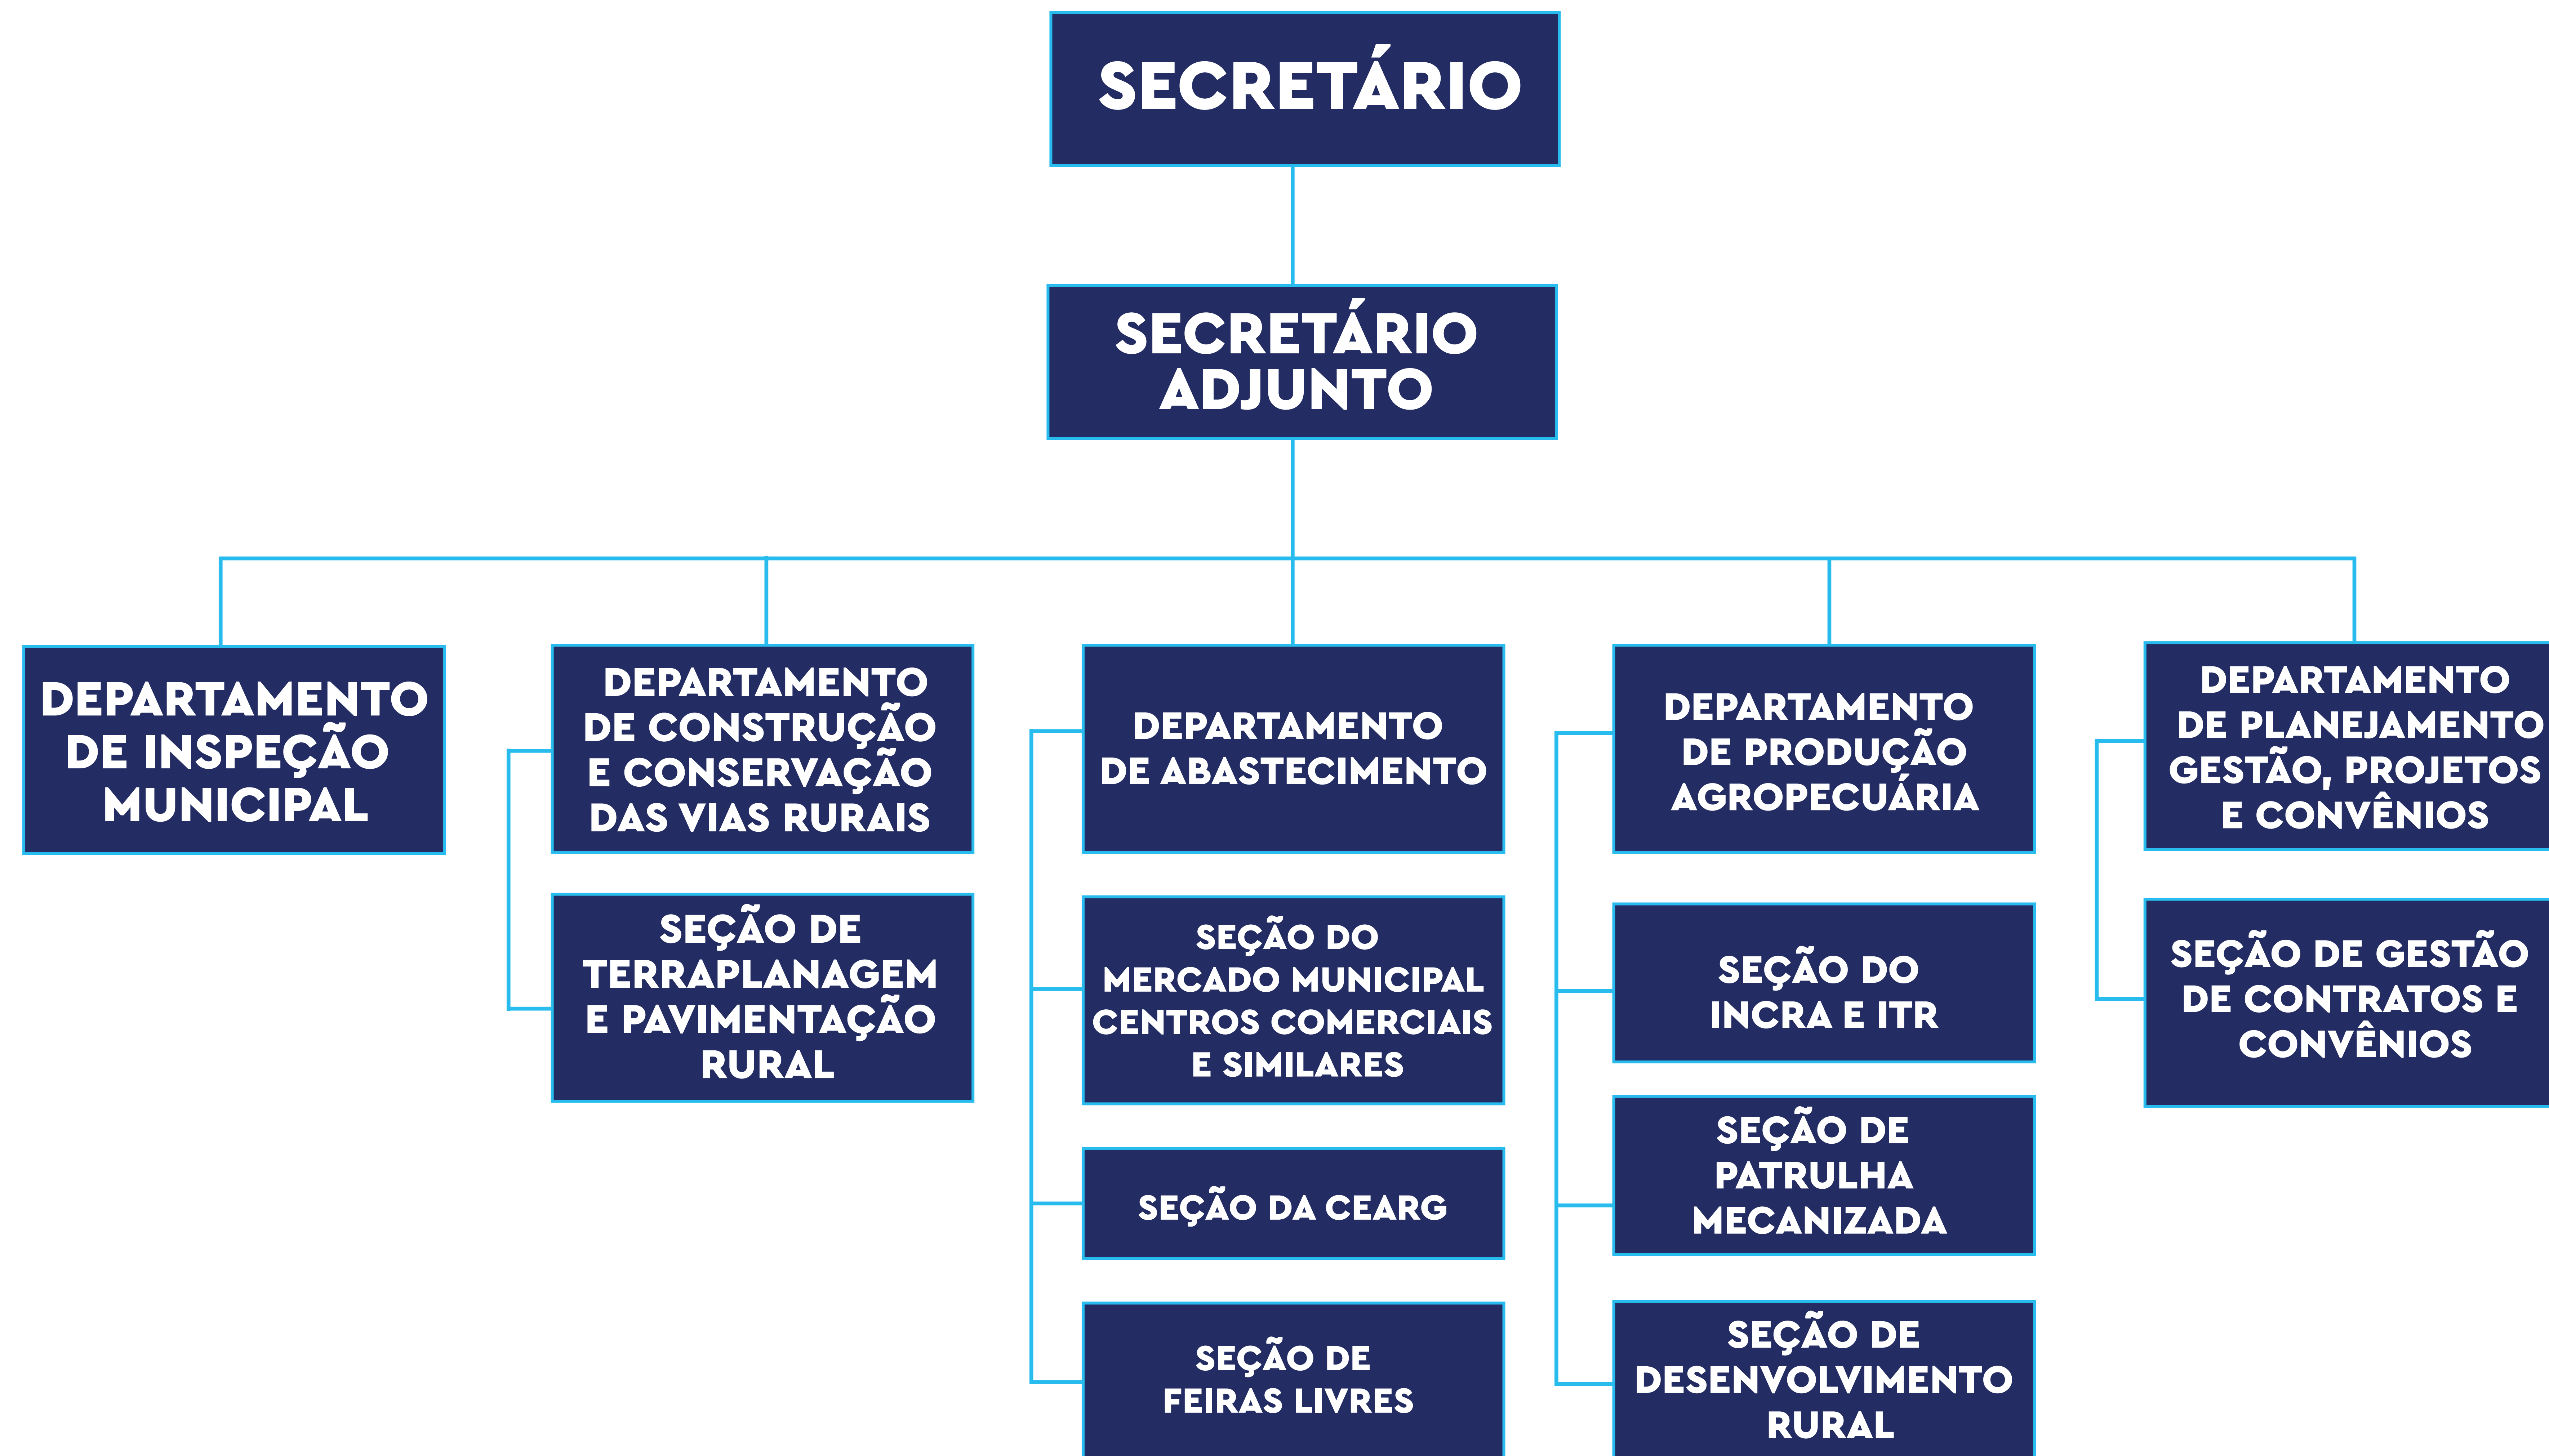 SECRETÁRIO
SECRETÁRIO
ADJUNTO
DEPARTAMENTO
DE INSPEÇÃO
MUNICIPAL
DEPARTAMENTO
DE CONSTRUÇÃO
E CONSERVAÇÃO
DAS VIAS RURAIS
SEÇÃO DE
TERRAPLANAGEM
E PAVIMENTAÇÃO
RURAL
DEPARTAMENTO
DE ABASTECIMENTO
SEÇÃO DO
MERCADO MUNICIPAL
CENTROS COMERCIAIS
E SIMILARES
SEÇÃO DA CEARG
SEÇÃO DE
FEIRAS LIVRES
DEPARTAMENTO
DE PRODUÇÃO
AGROPECUÁRIA
SEÇÃO DO
INCRA E ITR
SEÇÃO DE
PATRULHA
MECANIZADA
SEÇÃO DE
DESENVOLVIMENTO
RURAL
DEPARTAMENTO
DE PLANEJAMENTO
GESTÃO, PROJETOS
E CONVÊNIOS
SEÇÃO DE GESTÃO
DE CONTRATOS E
CONVÊNIOS